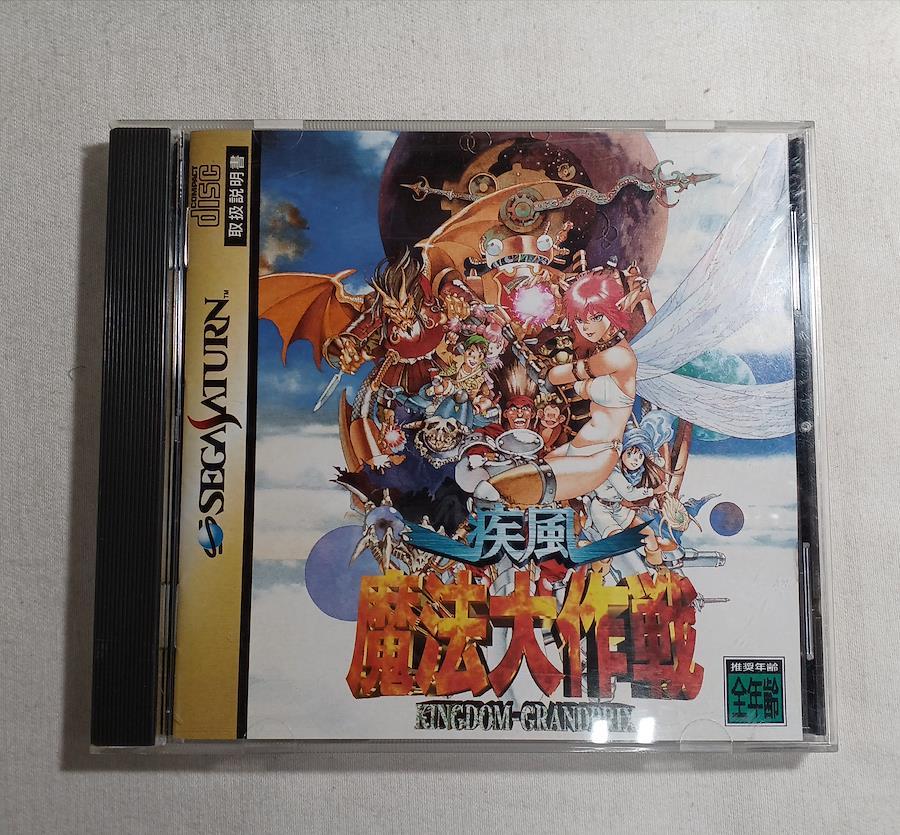 COMPACT
disc
取扱説明書
SEGA SATURN™
疾風
魔法大作戦
KINGDOM-GRANDPRIX
推奨年齢
全年齢